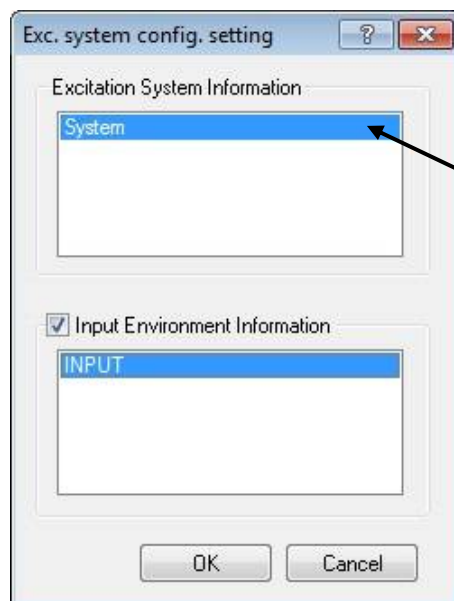 Exc. system config. setting
Excitation System Information
System
Input Environment Information
INPUT
OK Cancel